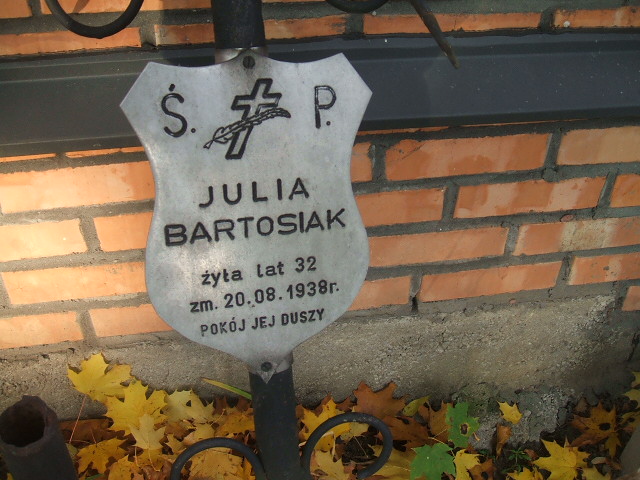 Ś. P.
JULIA
BARTOSIAK
żyła lat 32
zm. 20.08.1938r.
POKÓJ JEJ DUSZY